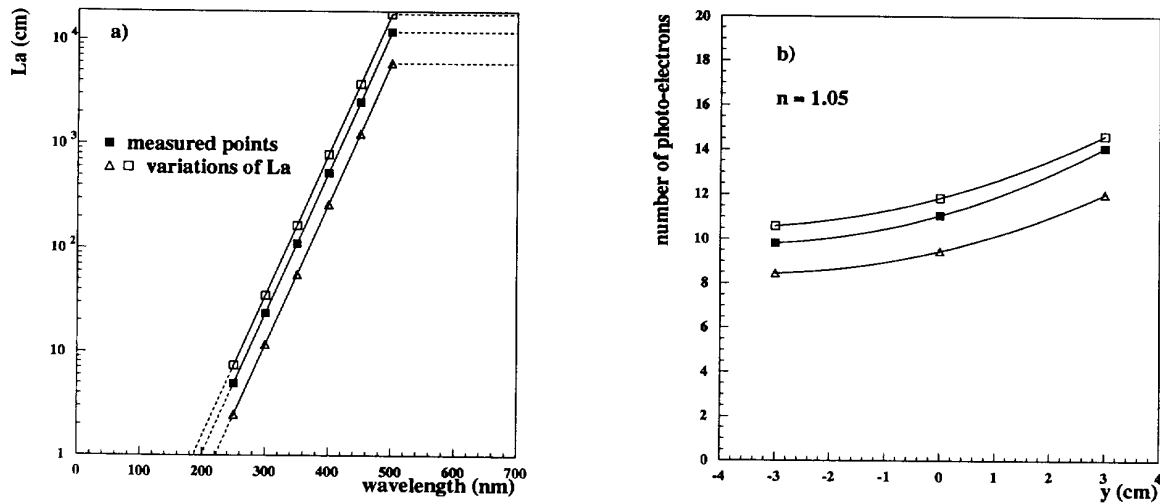 La (cm)
a)
10 4
10 3
10 2
10
1
■ measured points
△ □ variations of La
0 100 200 300 400 500 600 700
wavelength (nm)
number of photo-electrons
b)
n = 1.05
20
18
16
14
12
10
8
6
4
2
0
-4 -3 -2 -1 0 1 2 3 4
y (cm)